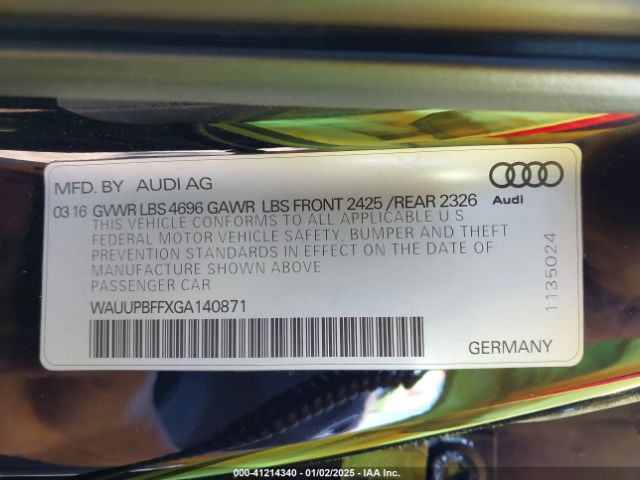 MFD. BY AUDI AG
03 16 GVWR LBS 4696 GAWR LBS FRONT 2425 /REAR 2326
Audi
THIS VEHICLE CONFORMS TO ALL APPLICABLE U S
FEDERAL MOTOR VEHICLE SAFETY, BUMPER AND THEFT
PREVENTION STANDARDS IN EFFECT ON THE DATE OF
MANUFACTURE SHOWN ABOVE
PASSENGER CAR
WAUUPBFFXGA140871
1135024
GERMANY
000-41214340 - 01/02/2025 - IAA Inc.